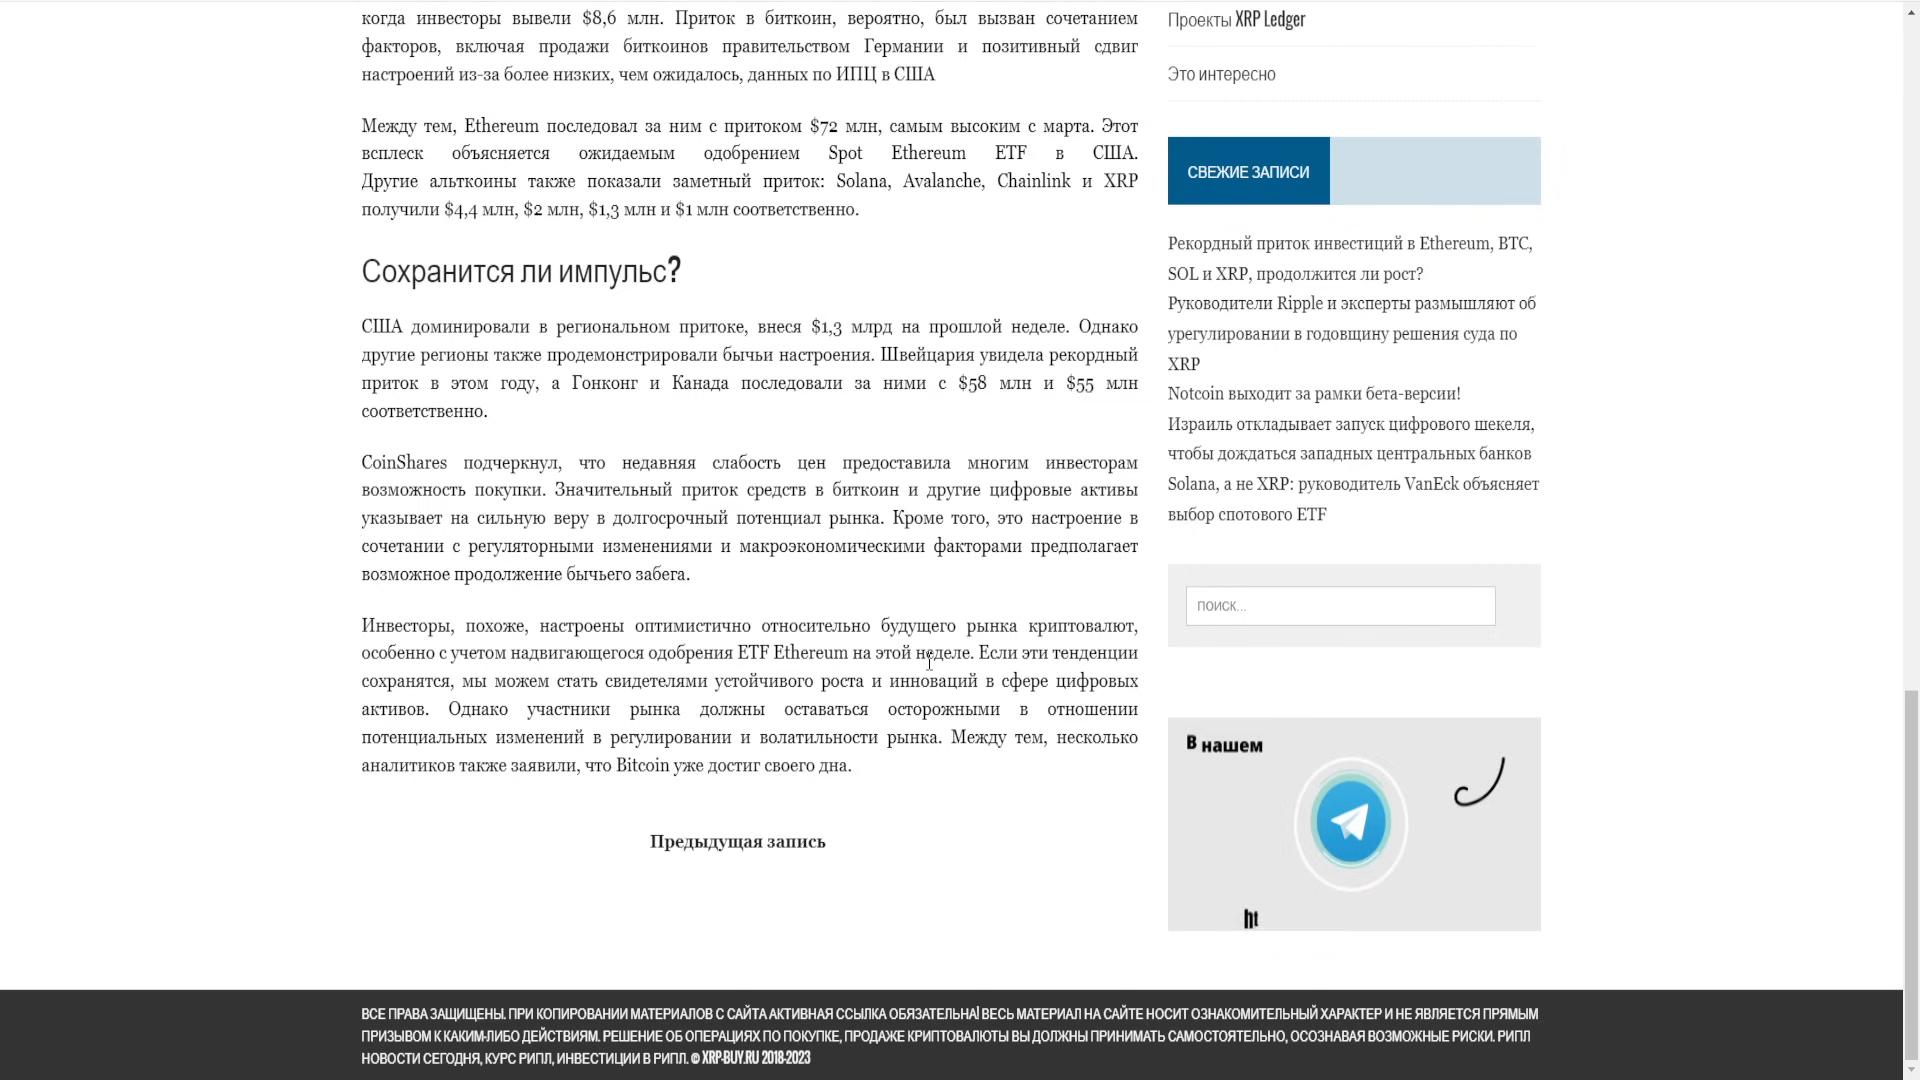 когда инвесторы вывели $8,6 млн. Приток в биткоин, вероятно, был вызван сочетанием
факторов, включая продажи биткоинов правительством Германии и позитивный сдвиг
настроений из-за более низких, чем ожидалось, данных по ИПЦ в США
Между тем, Ethereum последовал за ним с притоком $72 млн, самым высоким с марта. Этот
всплеск объясняется ожидаемым одобрением Spot Ethereum ETF в США.
Другие альткоины также показали заметный приток: Solana, Avalanche, Chainlink и XRP
получили $4,4 млн, $2 млн, $1,3 млн и $1 млн соответственно.
Сохранится ли импульс?
США доминировали в региональном притоке, внеся $1,3 млрд на прошлой неделе. Однако
другие регионы также продемонстрировали бычьи настроения. Швейцария увидела рекордный
приток в этом году, а Гонконг и Канада последовали за ними с $58 млн и $55 млн
соответственно.
CoinShares подчеркнул, что недавняя слабость цен предоставила многим инвесторам
возможность покупки. Значительный приток средств в биткоин и другие цифровые активы
указывает на сильную веру в долгосрочный потенциал рынка. Кроме того, это настроение в
сочетании с регуляторными изменениями и макроэкономическими факторами предполагает
возможное продолжение бычьего забега.
Инвесторы, похоже, настроены оптимистично относительно будущего рынка криптовалют,
особенно с учетом надвигающегося одобрения ETF Ethereum на этой неделе. Если эти тенденции
сохранятся, мы можем стать свидетелями устойчивого роста и инноваций в сфере цифровых
активов. Однако участники рынка должны оставаться осторожными в отношении
потенциальных изменений в регулировании и волатильности рынка. Между тем, несколько
аналитиков также заявили, что Bitcoin уже достиг своего дна.
Предыдущая запись
Проекты XRP Ledger
Это интересно
СВЕЖИЕ ЗАПИСИ
Рекордный приток инвестиций в Ethereum, BTC,
SOL и XRP, продолжится ли рост?
Руководители Ripple и эксперты размышляют об
урегулировании в годовщину решения суда по
XRP
Notcoin выходит за рамки бета-версии!
Израиль откладывает запуск цифрового шекеля,
чтобы дождаться западных центральных банков
Solana, а не XRP: руководитель VanEck объясняет
выбор спотового ETF
ПОИСК...
В нашем
ht
ВСЕ ПРАВА ЗАЩИЩЕНЫ. ПРИ КОПИРОВАНИИ МАТЕРИАЛОВ С САЙТА АКТИВНАЯ ССЫЛКА ОБЯЗАТЕЛЬНА! ВЕСЬ МАТЕРИАЛ НА САЙТЕ НОСИТ ОЗНАКОМИТЕЛЬНЫЙ ХАРАКТЕР И НЕ ЯВЛЯЕТСЯ ПРЯМЫМ
ПРИЗЫВОМ К КАКИМ-ЛИБО ДЕЙСТВИЯМ. РЕШЕНИЕ ОБ ОПЕРАЦИЯХ ПО ПОКУПКЕ, ПРОДАЖЕ КРИПТОВАЛЮТЫ ВЫ ДОЛЖНЫ ПРИНИМАТЬ САМОСТОЯТЕЛЬНО, ОСОЗНАВАЯ ВОЗМОЖНЫЕ РИСКИ. РИПЛ
НОВОСТИ СЕГОДНЯ, КУРС РИПЛ, ИНВЕСТИЦИИ В РИПЛ. © XRP-BUY.RU 2018-2023